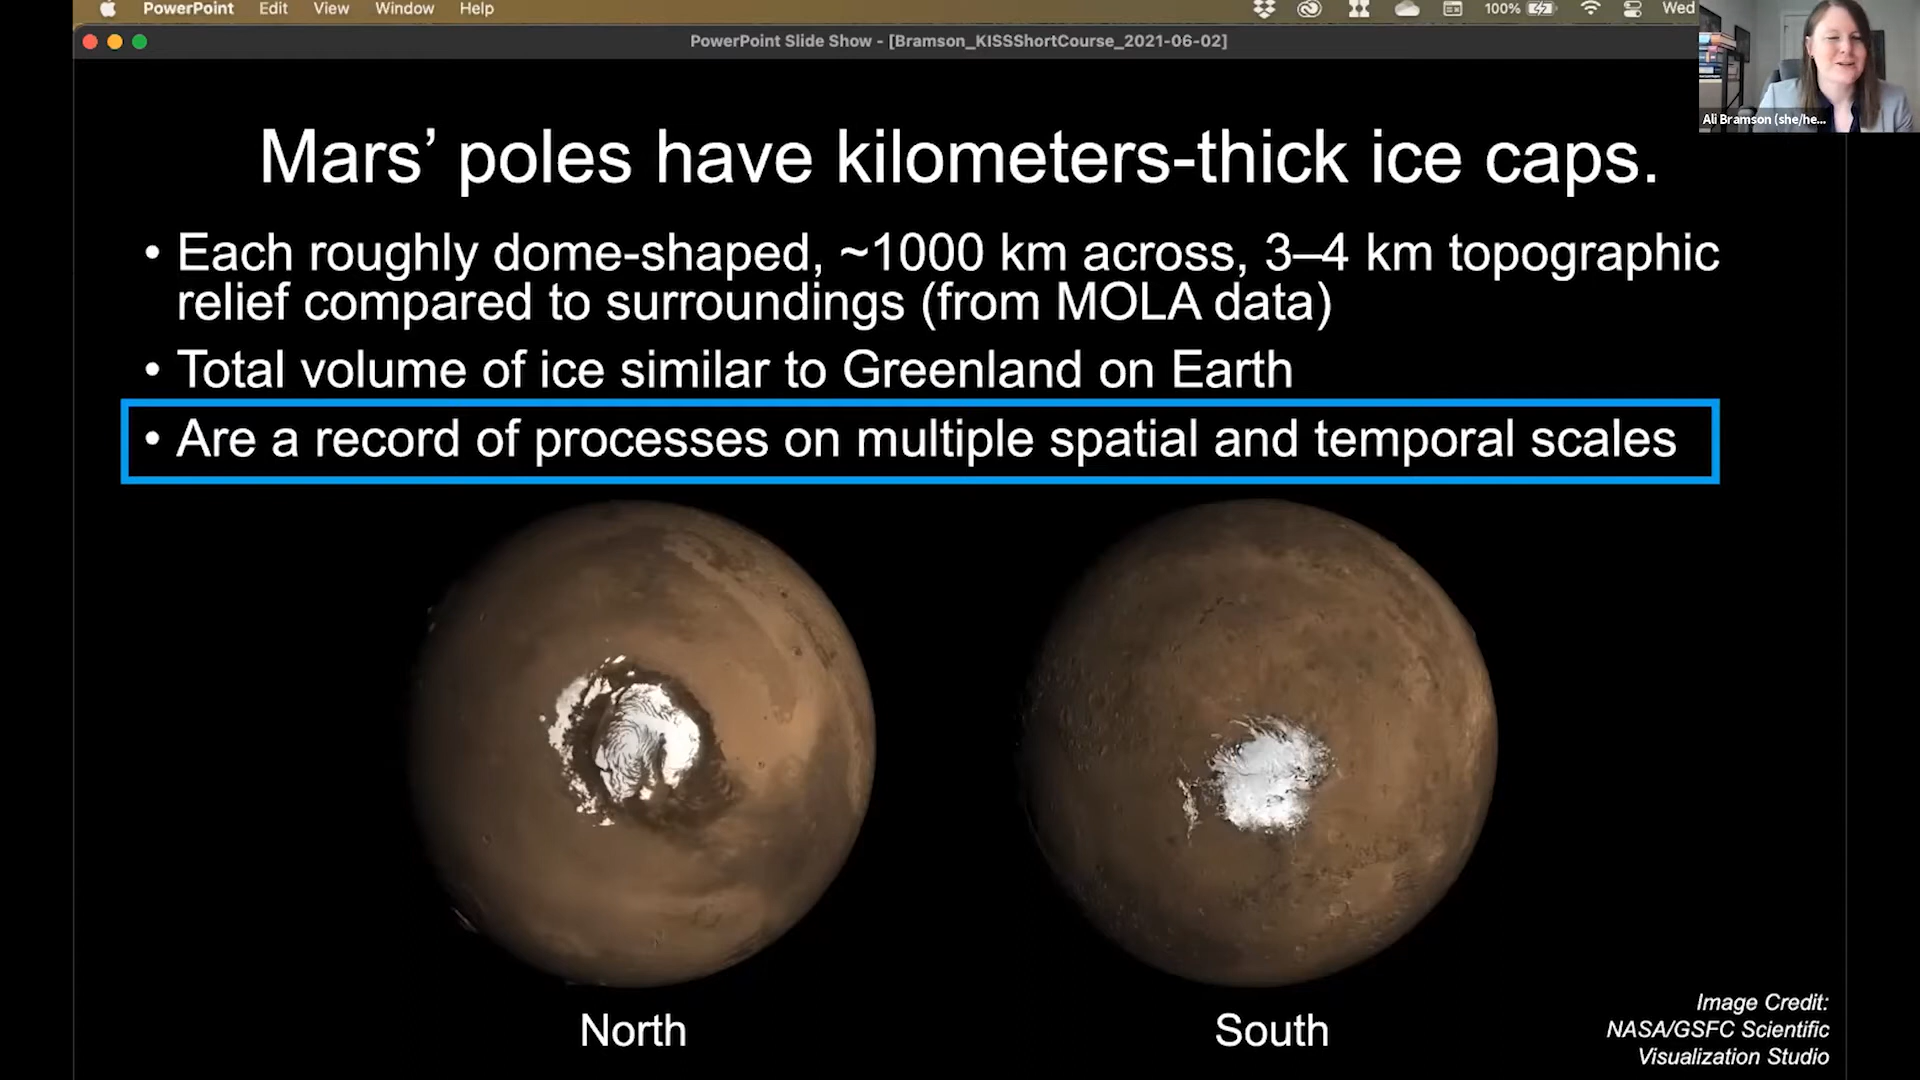 PowerPoint Edit View Window Help 100% Wed
PowerPoint Slide Show - [Bramson_KISSShortCourse_2021-06-02]
Ali Bramson (she/he...
Mars’ poles have kilometers-thick ice caps.
• Each roughly dome-shaped, ~1000 km across, 3–4 km topographic
relief compared to surroundings (from MOLA data)
• Total volume of ice similar to Greenland on Earth
• Are a record of processes on multiple spatial and temporal scales
North
South
Image Credit:
NASA/GSFC Scientific
Visualization Studio